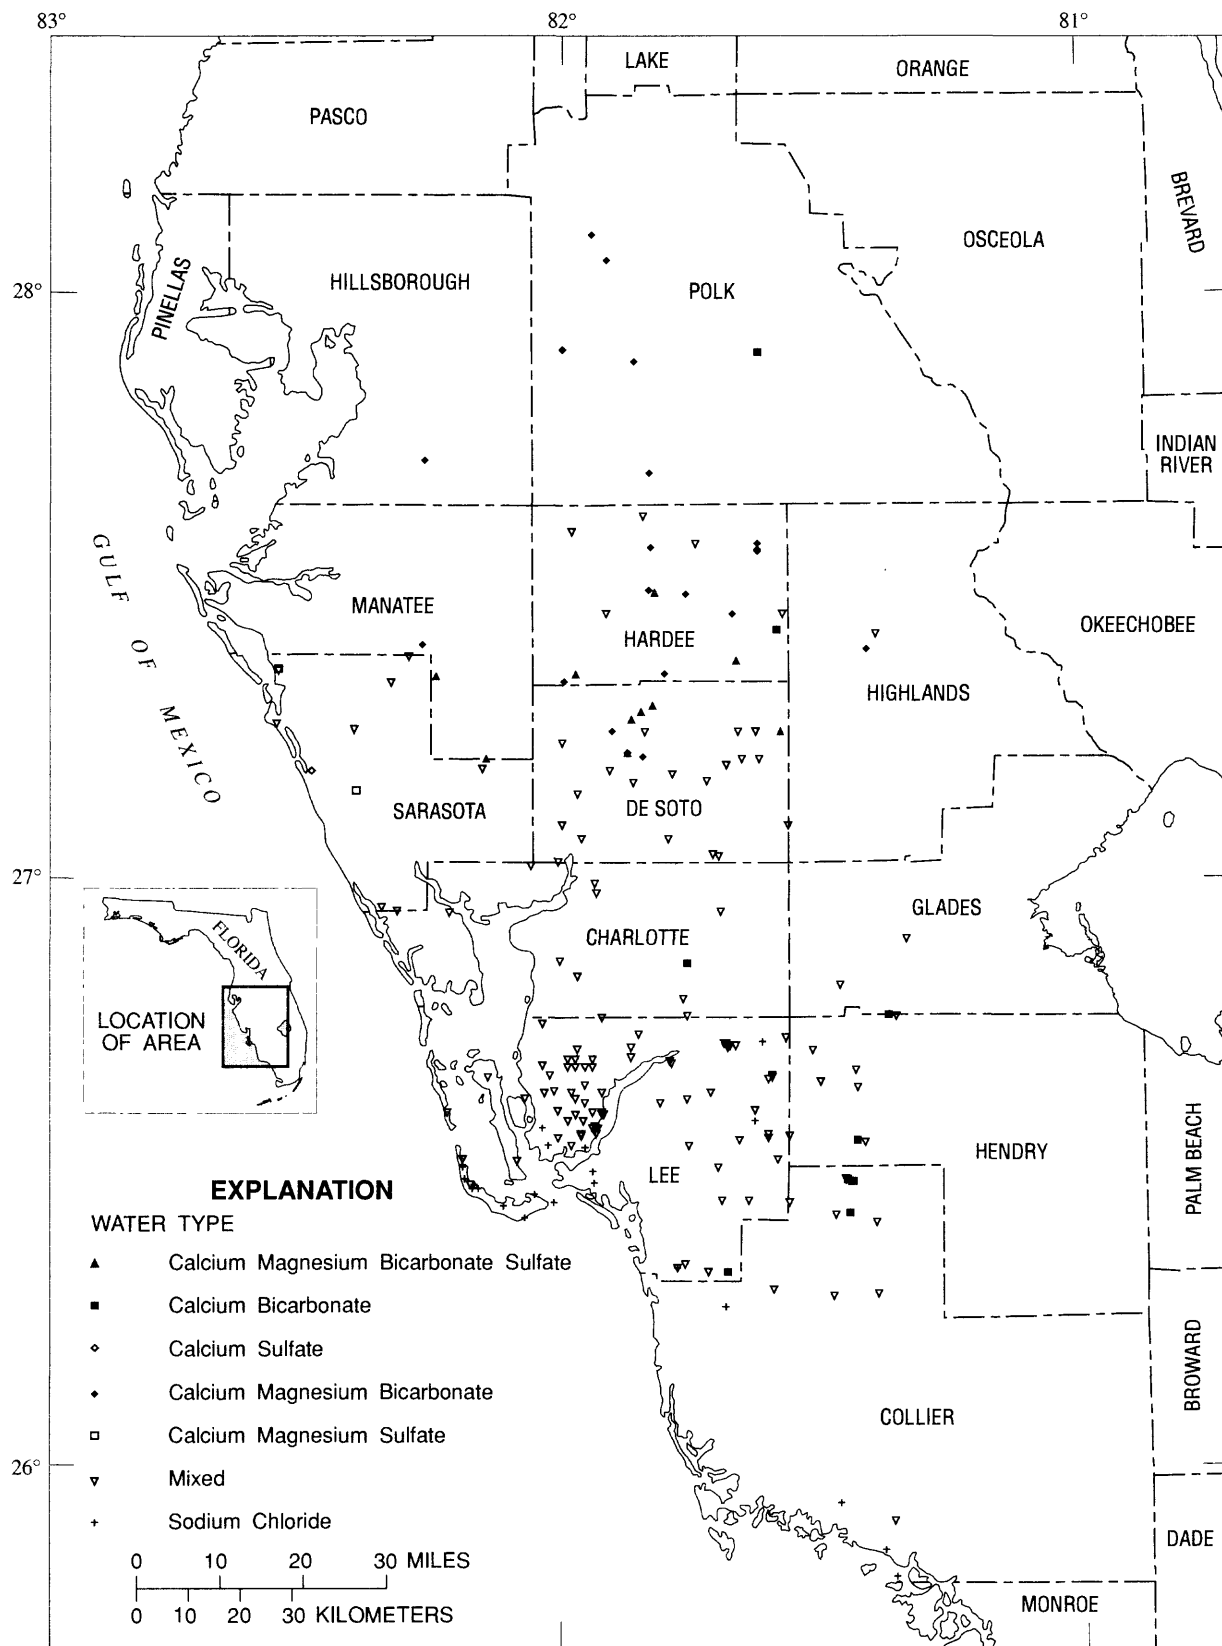 83°
82°
81°
LAKE
ORANGE
PASCO
BREVARD
OSCEOLA
HILLSBOROUGH
PINELLAS
POLK
28°
INDIAN
RIVER
GULF OF MEXICO
MANATEE
HARDEE
OKEECHOBEE
HIGHLANDS
SARASOTA
DE SOTO
27°
GLADES
CHARLOTTE
FLORIDA
LOCATION
OF AREA
PALM BEACH
HENDRY
LEE
EXPLANATION
WATER TYPE
Calcium Magnesium Bicarbonate Sulfate
Calcium Bicarbonate
Calcium Sulfate
Calcium Magnesium Bicarbonate
Calcium Magnesium Sulfate
Mixed
Sodium Chloride
BROWARD
COLLIER
26°
DADE
MONROE
0 10 20 30 MILES
0 10 20 30 KILOMETERS